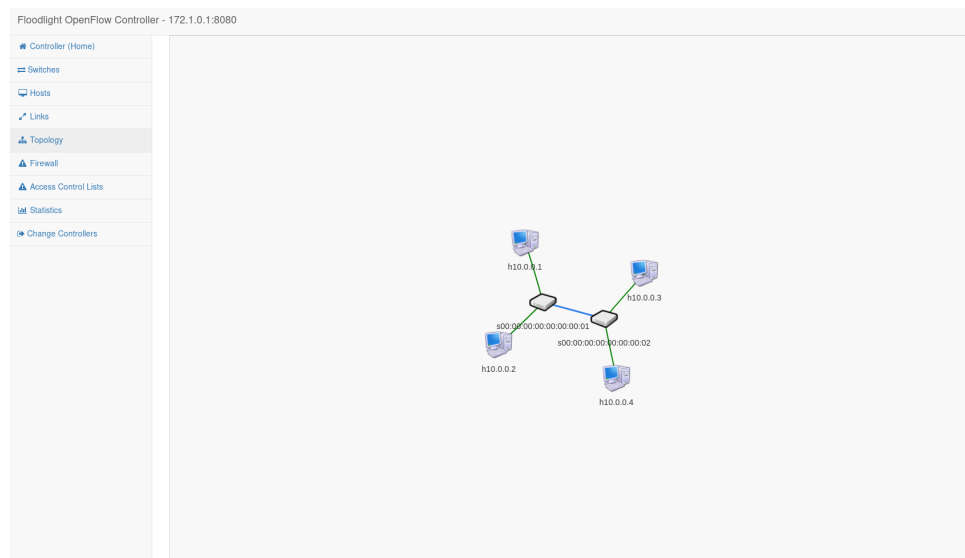 Floodlight OpenFlow Controller - 172.1.0.1:8080
Controller (Home)
Switches
Hosts
Links
Topology
Firewall
Access Control Lists
Statistics
Change Controllers
h10.0.0.1
h10.0.0.3
s00:00:00:00:00:00:00:01
s00:00:00:00:00:00:00:02
h10.0.0.2
h10.0.0.4